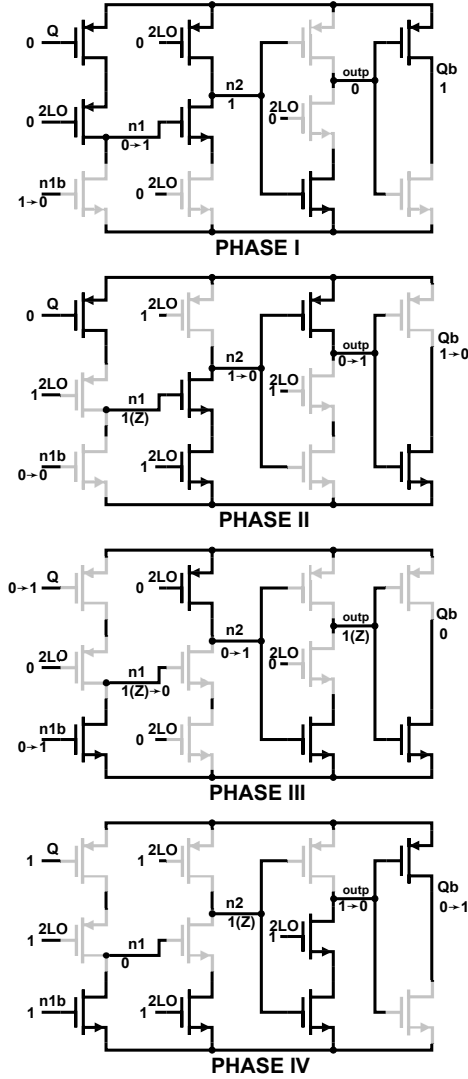 Q 2LO Qb
0 0 n2 outp 1
2LO 1 2LO 0
0 n1 0
n1b 0→1 2LO
1→0 0
PHASE I
Q 2LO Qb
0 1 n2 outp 1→0
2LO 1→0 2LO 0→1
1 n1 1
n1b 1(Z) 2LO
0→0 1
PHASE II
Q 2LO Qb
0→1 0 n2 outp 0
2LO 0→1 2LO 1(Z)
0 n1 0
n1b 1(Z)→0 2LO
0→1 0
PHASE III
Q 2LO Qb
1 1 n2 outp 0→1
2LO 1(Z) 2LO 1→0
1 n1 1
n1b 0 2LO
1 1
PHASE IV